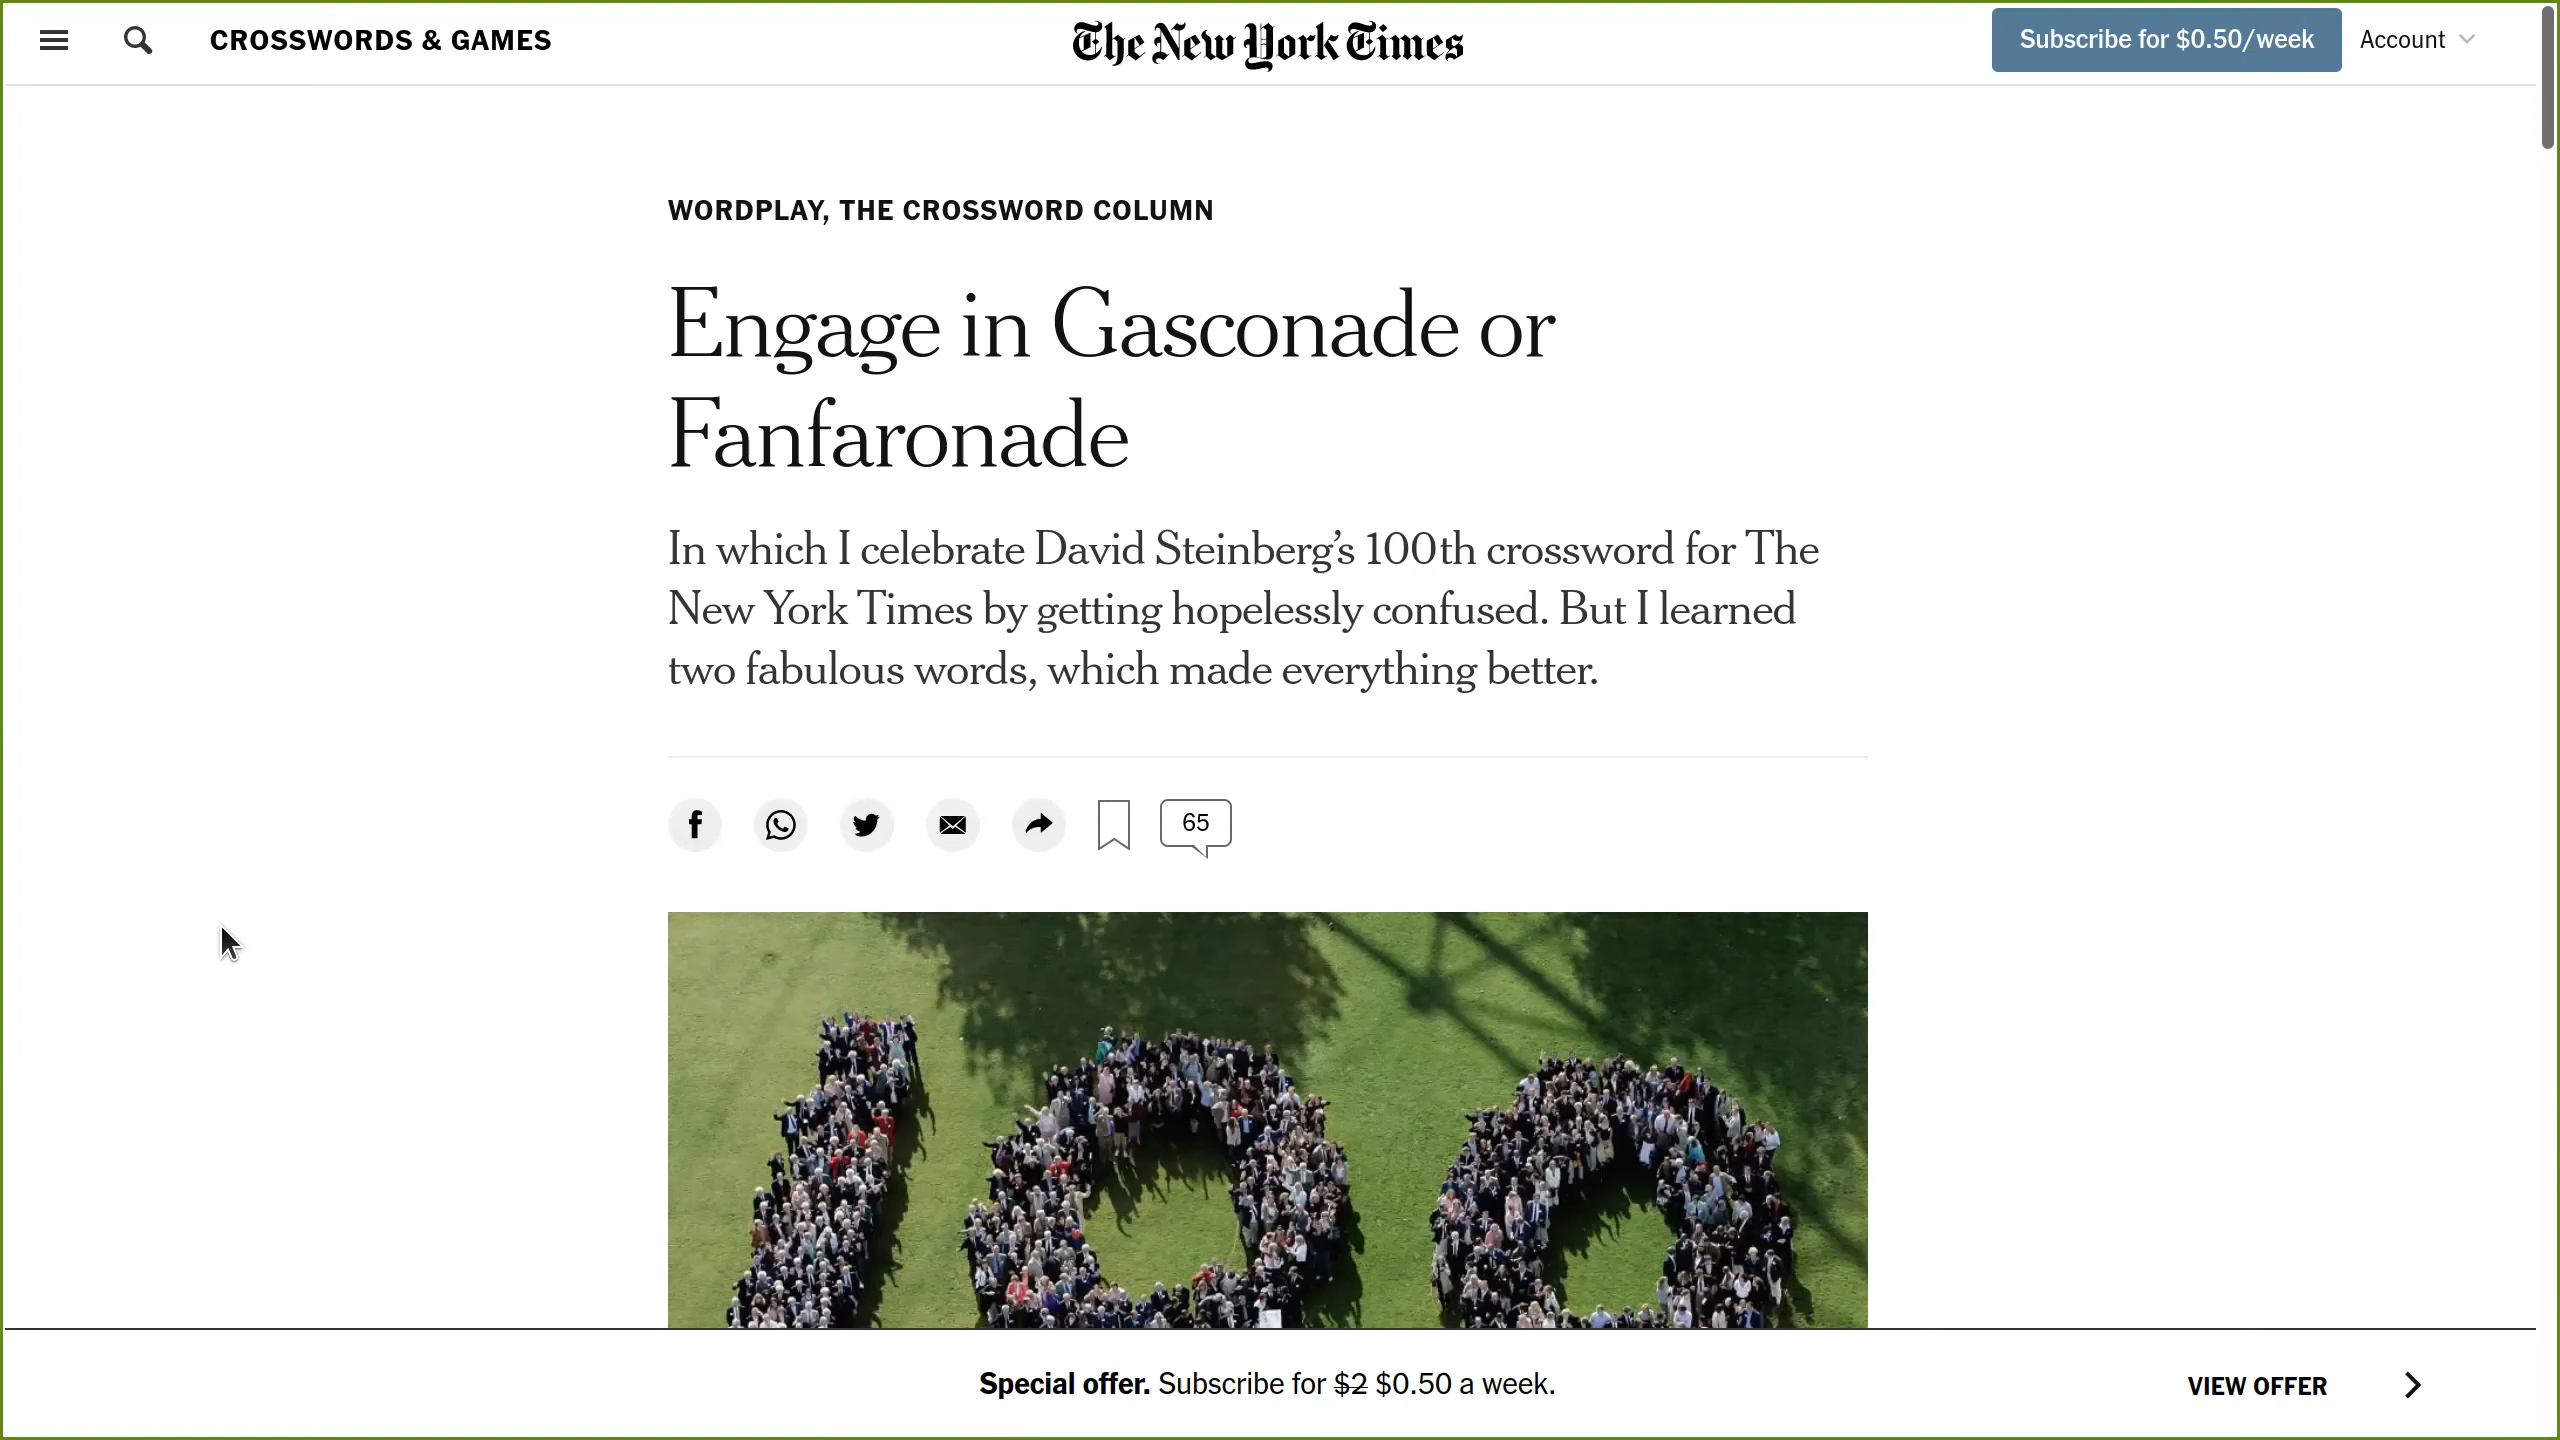 CROSSWORDS & GAMES
The New York Times
Subscribe for $0.50/week
Account
WORDPLAY, THE CROSSWORD COLUMN
Engage in Gasconade or
Fanfaronade
In which I celebrate David Steinberg’s 100th crossword for The
New York Times by getting hopelessly confused. But I learned
two fabulous words, which made everything better.
65
Special offer. Subscribe for $2 $0.50 a week.
VIEW OFFER